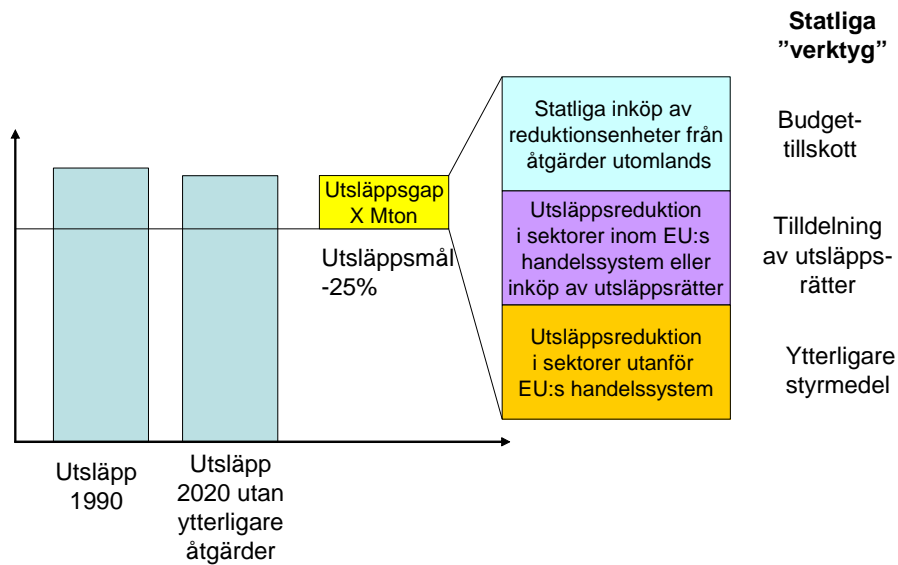 Statliga
"verktyg"
Statliga inköp av
reduktionsenheter från
åtgärder utomlands
Budget-
tillskott
Utsläppsgap
X Mton
Utsläppsreduktion
i sektorer inom EU:s
handelssystem eller
inköp av utsläppsrätter
Tilldelning
av utsläpps-
rätter
Utsläppsmål
-25%
Utsläppsreduktion
i sektorer utanför
EU:s handelssystem
Ytterligare
styrmedel
Utsläpp
1990
Utsläpp
2020 utan
ytterligare
åtgärder